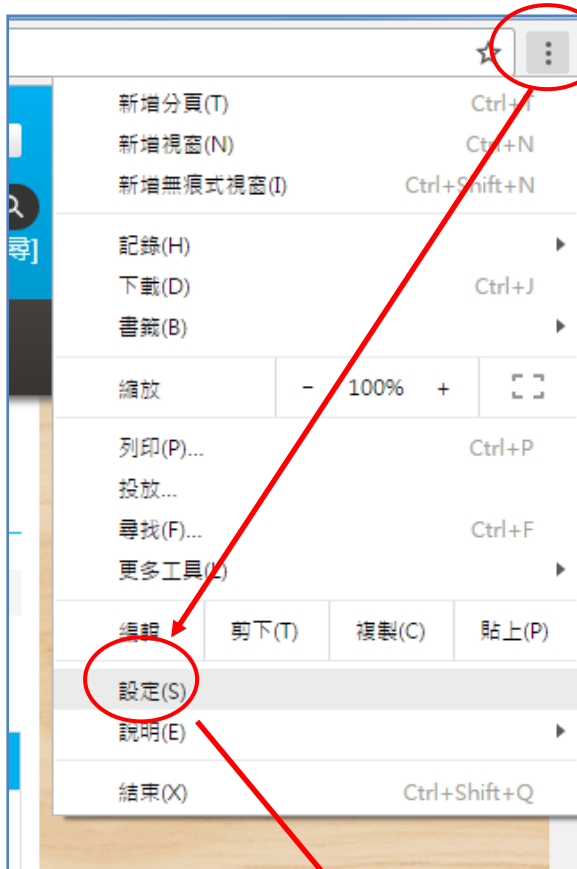 新增分頁(T) Ctrl+T
新增視窗(N) Ctrl+N
新增無痕式視窗(I) Ctrl+Shift+N
尋]
記錄(H)
下載(D) Ctrl+J
書籤(B)
縮放 - 100% +
列印(P)... Ctrl+P
投放...
尋找(F)... Ctrl+F
更多工具(L)
編輯 剪下(T) 複製(C) 貼上(P)
設定(S)
說明(E)
結束(X) Ctrl+Shift+Q